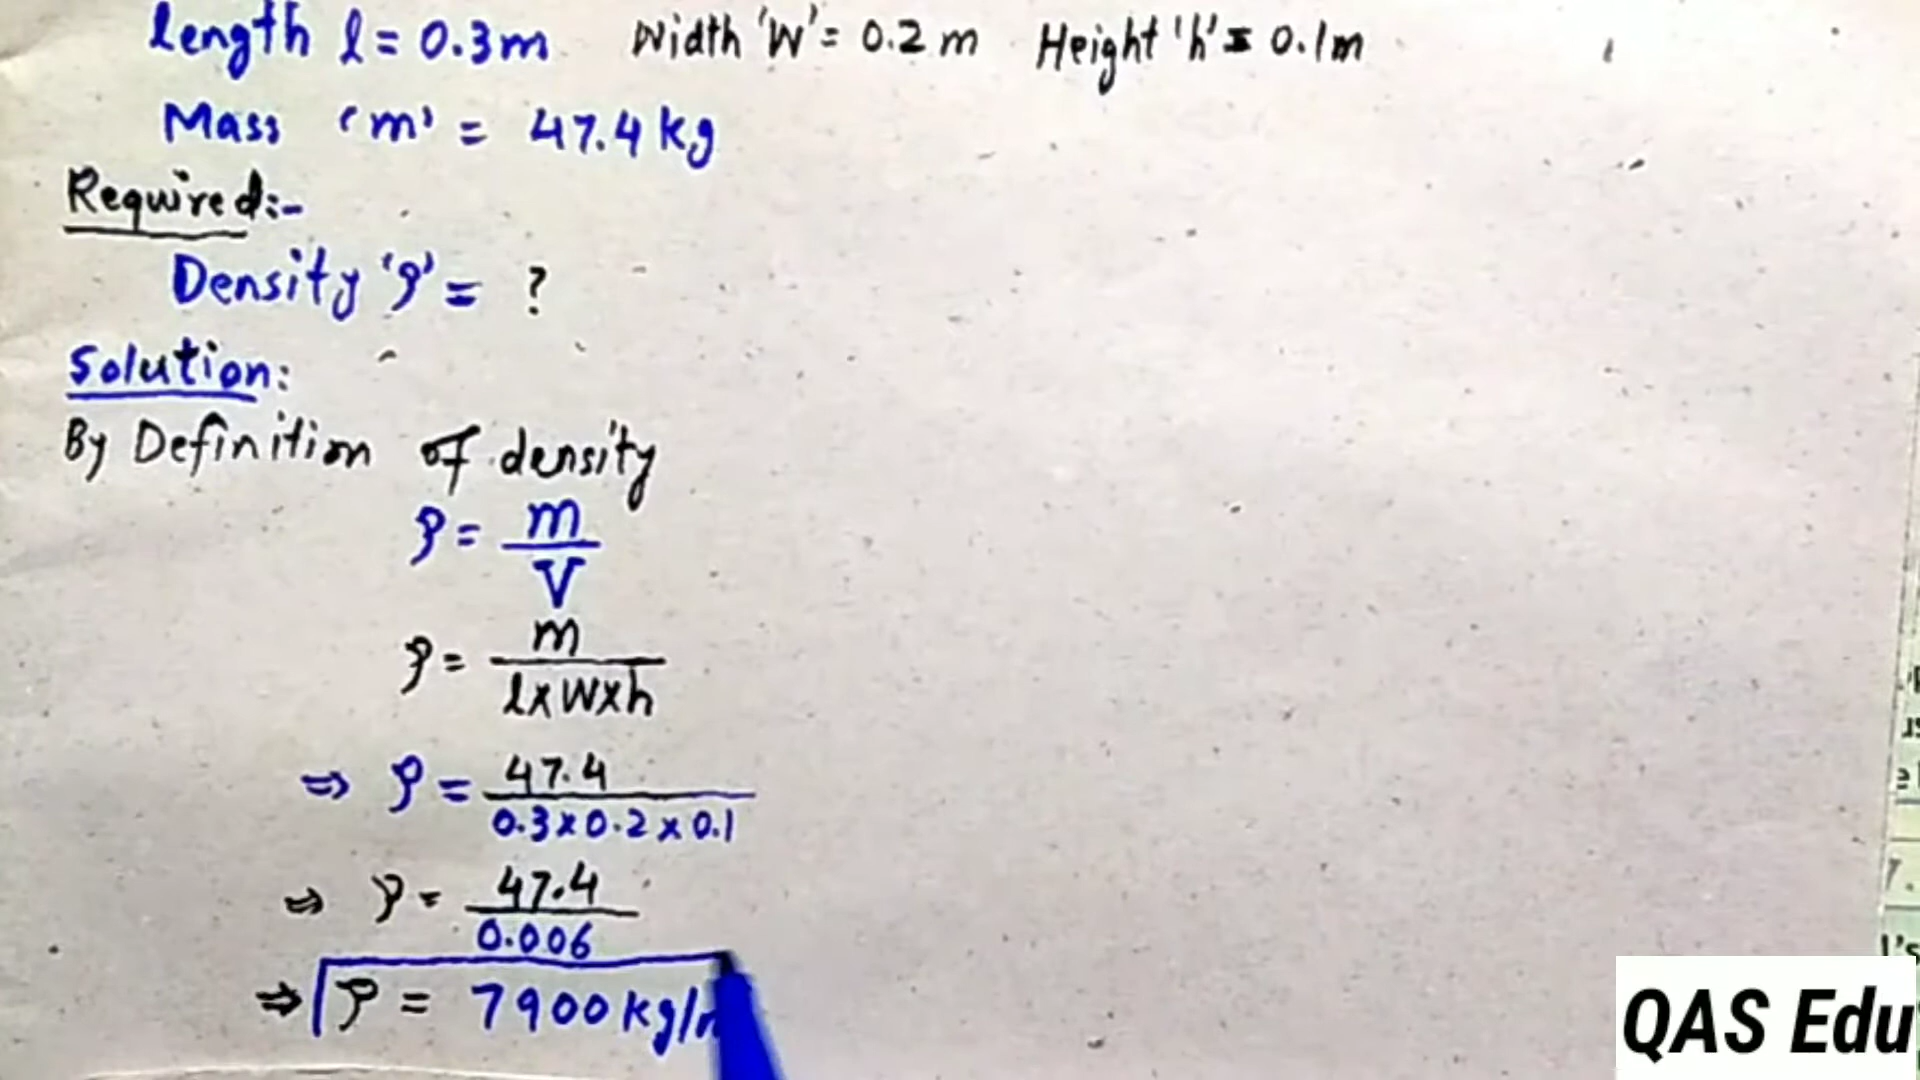 length l = 0.3m Width 'W' = 0.2 m Height 'h' = 0.1m
Mass 'm' = 47.4 kg
Required:-
Density 'ρ' = ?
Solution:
By Definition of density
ρ = m
V
ρ = m
l x W x h
⇒ ρ = 47.4
0.3 x 0.2 x 0.1
⇒ ρ = 47.4
0.006
⇒ ρ = 7900 kg/
QAS Edu